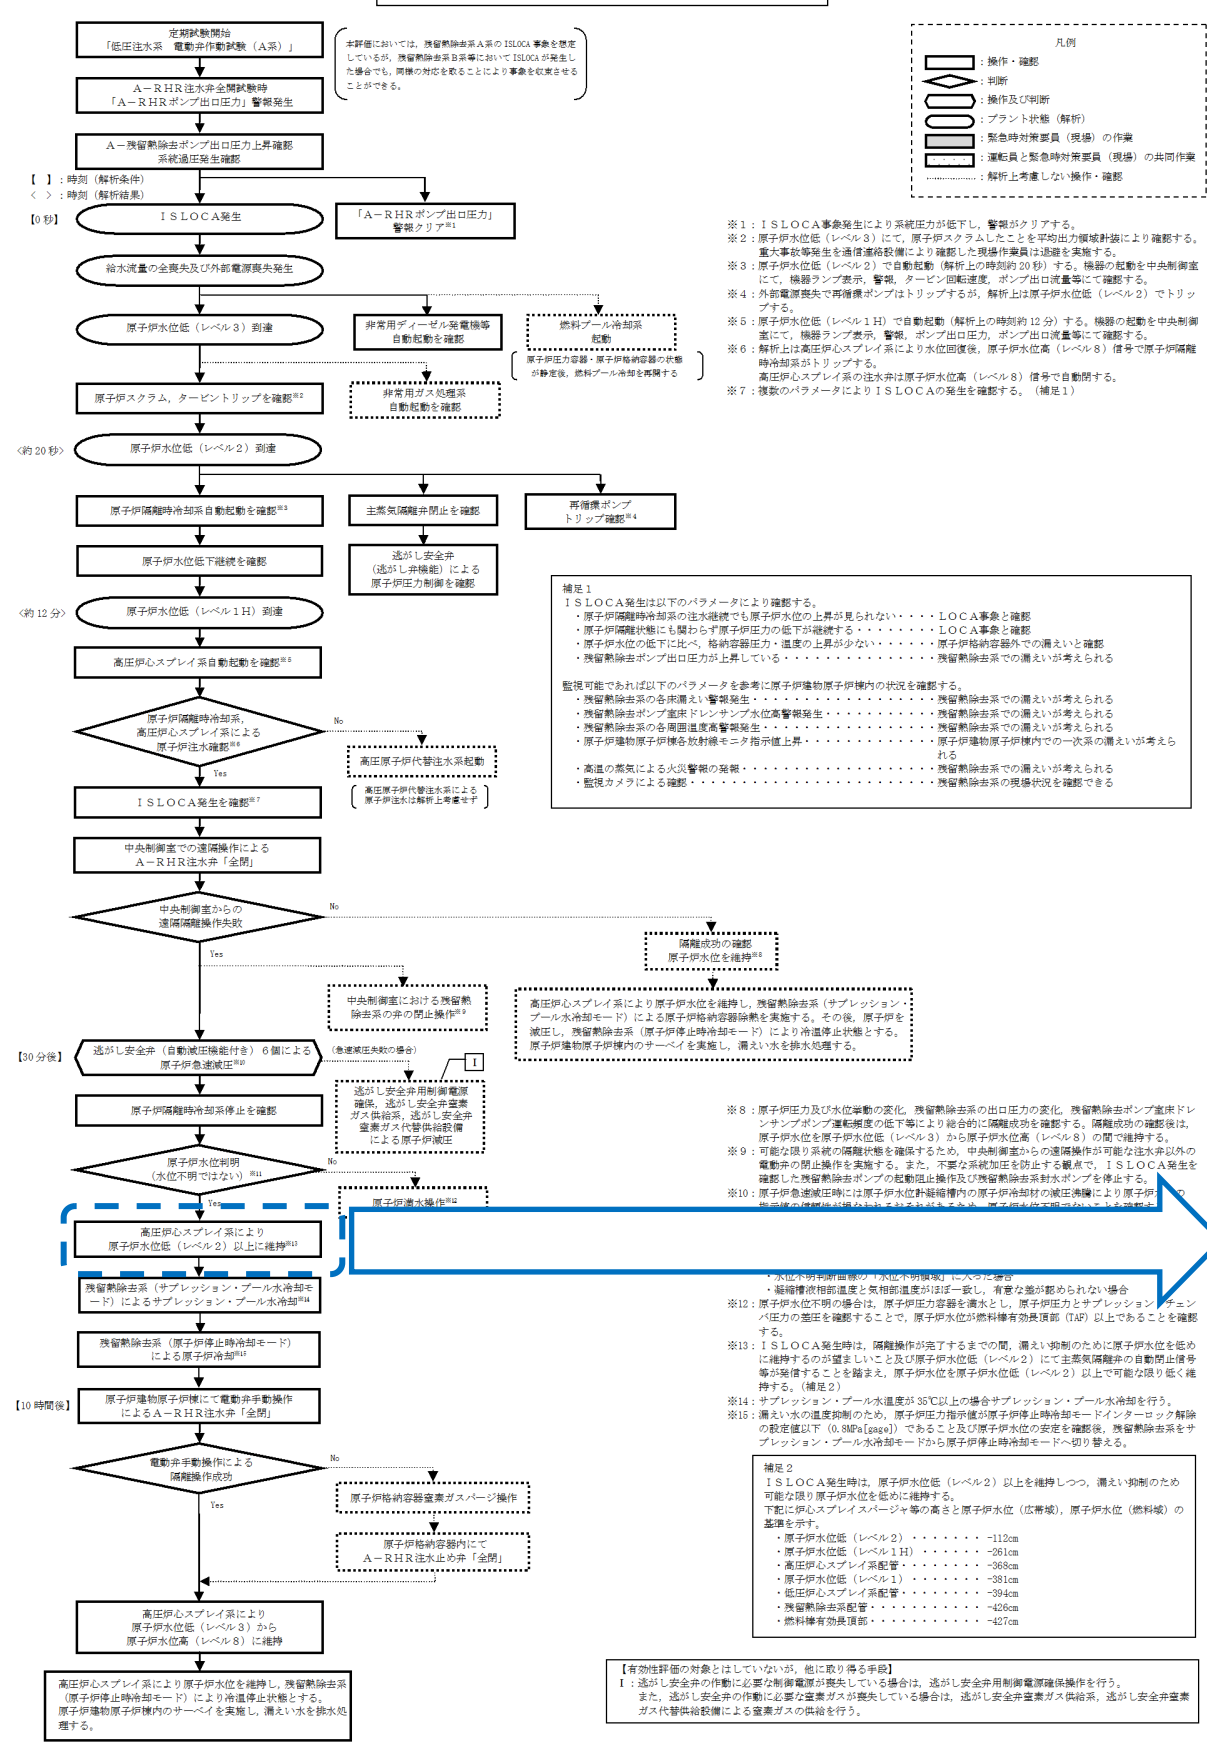 定期試験開始
「低圧注水系　電動弁作動試験（A系）」
本評価においては，残留熱除去系Ａ系の ISLOCA 事象を想定
しているが，残留熱除去系Ｂ系等において ISLOCA が発生し
た場合でも，同様の対応を取ることにより事象を収束させる
ことができる。
凡例
：操作・確認
：判断
：操作及び判断
：プラント状態（解析）
：緊急時対策要員（現場）の作業
：運転員と緊急時対策要員（現場）の共同作業
：解析上考慮しない操作・確認
Ａ－ＲＨＲ注水弁全開試験時
「Ａ－ＲＨＲポンプ出口圧力」警報発生
Ａ－残留熱除去ポンプ出口圧力上昇確認
系統過圧発生確認
【　】：時刻（解析条件）
＜　＞：時刻（解析結果）
【0 秒】
ＩＳＬＯＣＡ発生
「Ａ－ＲＨＲポンプ出口圧力」
警報クリア※1
給水流量の全喪失及び外部電源喪失発生
原子炉水位低（レベル３）到達
非常用ディーゼル発電機等
自動起動を確認
燃料プール冷却系
起動
原子炉圧力容器・原子炉格納容器の状態
が静定後，燃料プール冷却を再開する
原子炉スクラム，タービントリップを確認※2
非常用ガス処理系
自動起動を確認
<約 20 秒>
原子炉水位低（レベル２）到達
原子炉隔離時冷却系自動起動を確認※3
主蒸気隔離弁閉止を確認
再循環ポンプ
トリップ確認※4
原子炉水位低下継続を確認
逃がし安全弁
（逃がし弁機能）による
原子炉圧力制御を確認
<約 12 分>
原子炉水位低（レベル１Ｈ）到達
高圧炉心スプレイ系自動起動を確認※5
原子炉隔離時冷却系，
高圧炉心スプレイ系による
原子炉注水確認※6
No
Yes
高圧原子炉代替注水系起動
高圧原子炉代替注水系による
原子炉注水は解析上考慮せず
ＩＳＬＯＣＡ発生を確認※7
中央制御室での遠隔操作による
Ａ－ＲＨＲ注水弁「全閉」
中央制御室からの
遠隔隔離操作失敗
No
Yes
隔離成功の確認
原子炉水位を維持※8
中央制御室における残留熱
除去系の弁の閉止操作※9
高圧炉心スプレイ系により原子炉水位を維持し，残留熱除去系（サプレッション・
プール水冷却モード）による原子炉格納容器除熱を実施する。その後，原子炉を
減圧し，残留熱除去系（原子炉停止時冷却モード）により冷温停止状態とする。
原子炉建物原子炉棟内のサーベイを実施し，漏えい水を排水処理する。
【30 分後】
逃がし安全弁（自動減圧機能付き）６個による
原子炉急速減圧※10
（急速減圧失敗の場合）
Ｉ
逃がし安全弁用制御電源
確保，逃がし安全弁窒素
ガス供給系，逃がし安全弁
窒素ガス代替供給設備
による原子炉減圧
原子炉隔離時冷却系停止を確認
原子炉水位判明
（水位不明ではない）※11
No
Yes
原子炉満水操作※12
高圧炉心スプレイ系により
原子炉水位低（レベル２）以上に維持※13
残留熱除去系（サプレッション・プール水冷却モ
ード）によるサプレッション・プール水冷却※14
残留熱除去系（原子炉停止時冷却モード）
による原子炉冷却※15
【10 時間後】
原子炉建物原子炉棟にて電動弁手動操作
によるＡ－ＲＨＲ注水弁「全閉」
電動弁手動操作による
隔離操作成功
No
Yes
原子炉格納容器窒素ガスパージ操作
原子炉格納容器内にて
Ａ－ＲＨＲ注水止め弁「全閉」
高圧炉心スプレイ系により
原子炉水位低（レベル３）から
原子炉水位高（レベル８）に維持
高圧炉心スプレイ系により原子炉水位を維持し，残留熱除去系
（原子炉停止時冷却モード）により冷温停止状態とする。
原子炉建物原子炉棟内のサーベイを実施し，漏えい水を排水処
理する。
※１：ＩＳＬＯＣＡ事象発生により系統圧力が低下し，警報がクリアする。
※２：原子炉水位低（レベル３）にて，原子炉スクラムしたことを平均出力領域計装により確認する。
重大事故等発生を通信連絡設備により確認した現場作業員は退避を実施する。
※３：原子炉水位低（レベル２）で自動起動（解析上の時刻約 20 秒）する。機器の起動を中央制御室
にて，機器ランプ表示，警報，タービン回転速度，ポンプ出口流量等にて確認する。
※４：外部電源喪失で再循環ポンプはトリップするが，解析上は原子炉水位低（レベル２）でトリッ
プする。
※５：原子炉水位低（レベル１Ｈ）で自動起動（解析上の時刻約 12 分）する。機器の起動を中央制御
室にて，機器ランプ表示，警報，ポンプ出口圧力，ポンプ出口流量等にて確認する。
※６：解析上は高圧炉心スプレイ系により水位回復後，原子炉水位高（レベル８）信号で原子炉隔離
時冷却系がトリップする。
高圧炉心スプレイ系の注水弁は原子炉水位高（レベル８）信号で自動閉する。
※７：複数のパラメータによりＩＳＬＯＣＡの発生を確認する。（補足１）
補足１
ＩＳＬＯＣＡ発生は以下のパラメータにより確認する。
・原子炉隔離時冷却系の注水継続でも原子炉水位の上昇が見られない・・・・ＬＯＣＡ事象と確認
・原子炉隔離状態にも関わらず原子炉圧力の低下が継続する・・・・・・・・ＬＯＣＡ事象と確認
・原子炉水位の低下に比べ，格納容器圧力・温度の上昇が少ない・・・・・・原子炉格納容器外での漏えいと確認
・残留熱除去ポンプ出口圧力が上昇している・・・・・・・・・・・・・・・残留熱除去系での漏えいが考えられる
監視可能であれば以下のパラメータを参考に原子炉建物原子炉棟内の状況を確認する。
・残留熱除去系の各床漏えい警報発生・・・・・・・・・・・・・・・・・・残留熱除去系での漏えいが考えられる
・残留熱除去ポンプ室床ドレンサンプ水位高警報発生・・・・・・・・・・・残留熱除去系での漏えいが考えられる
・残留熱除去系の各周囲温度高警報発生・・・・・・・・・・・・・・・・・残留熱除去系での漏えいが考えられる
・原子炉建物原子炉棟各放射線モニタ指示値上昇・・・・・・・・・・・・・原子炉建物原子炉棟内での一次系の漏えいが考えら
れる
・高温の蒸気による火災警報の発報・・・・・・・・・・・・・・・・・・・残留熱除去系での漏えいが考えられる
・監視カメラによる確認・・・・・・・・・・・・・・・・・・・・・・・・残留熱除去系の現場状況を確認できる
※８：原子炉圧力及び水位挙動の変化，残留熱除去系の出口圧力の変化，残留熱除去ポンプ室床ドレ
ンサンプポンプ運転頻度の低下等により総合的に隔離成功を確認する。隔離成功の確認後は，
原子炉水位を原子炉水位低（レベル３）から原子炉水位高（レベル８）の間で維持する。
※９：可能な限り系統の隔離状態を確保するため，中央制御室からの遠隔操作が可能な注水弁以外の
電動弁の閉止操作を実施する。また，不要な系統加圧を防止する観点で，ＩＳＬＯＣＡ発生を
確認した残留熱除去ポンプの起動阻止操作及び残留熱除去系封水ポンプを停止する。
※10：原子炉急速減圧時には原子炉水位計凝縮槽内の原子炉冷却材の減圧沸騰により原子炉水位の
指示値の信頼性が損なわれるおそれがあるため，原子炉水位不明でないことを確認す
・水位不明判断曲線の「水位不明領域」に入った場合
・凝縮槽液相部温度と気相部温度がほぼ一致し，有意な差が認められない場合
※12：原子炉水位不明の場合は，原子炉圧力容器を満水とし，原子炉圧力とサプレッション・チェン
バ圧力の差圧を確認することで，原子炉水位が燃料棒有効長頂部（TAF）以上であることを確認
する。
※13：ＩＳＬＯＣＡ発生時は，隔離操作が完了するまでの間，漏えい抑制のために原子炉水位を低め
に維持するのが望ましいこと及び原子炉水位低（レベル２）にて主蒸気隔離弁の自動閉止信号
等が発信することを踏まえ，原子炉水位を原子炉水位低（レベル２）以上で可能な限り低く維
持する。（補足２）
※14：サプレッション・プール水温度が 35℃以上の場合サプレッション・プール水冷却を行う。
※15：漏えい水の温度抑制のため，原子炉圧力指示値が原子炉停止時冷却モードインターロック解除
の設定値以下（0.8MPa[gage]）であること及び原子炉水位の安定を確認後，残留熱除去系をサ
プレッション・プール水冷却モードから原子炉停止時冷却モードへ切り替える。
補足２
ＩＳＬＯＣＡ発生時は，原子炉水位低（レベル２）以上を維持しつつ，漏えい抑制のため
可能な限り原子炉水位を低めに維持する。
下記に炉心スプレイスパージャ等の高さと原子炉水位（広帯域），原子炉水位（燃料域）の
基準を示す。
・原子炉水位低（レベル２）・・・・・・・ -112cm
・原子炉水位低（レベル１Ｈ）・・・・・・ -261cm
・高圧炉心スプレイ系配管・・・・・・・・ -368cm
・原子炉水位低（レベル１）・・・・・・・ -381cm
・低圧炉心スプレイ系配管・・・・・・・・ -394cm
・残留熱除去系配管・・・・・・・・・・・ -426cm
・燃料棒有効長頂部・・・・・・・・・・・ -427cm
【有効性評価の対象とはしていないが，他に取り得る手段】
Ｉ：逃がし安全弁の作動に必要な制御電源が喪失している場合は，逃がし安全弁用制御電源確保操作を行う。
また，逃がし安全弁の作動に必要な窒素ガスが喪失している場合は，逃がし安全弁窒素ガス供給系，逃がし安全弁窒素
ガス代替供給設備による窒素ガスの供給を行う。